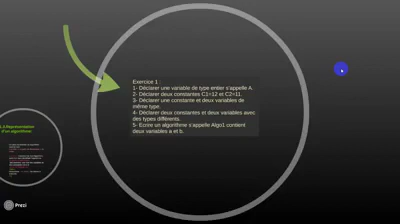 Exercice 1 :
1- Déclarer une variable de type entier s'appelle A.
2- Déclarer deux constantes C1=12 et C2=11.
3- Déclarer une constante et deux variables de
même type.
4- Déclarer deux constantes et deux variables avec
des types différents.
5- Ecrire un algorithme s'appelle Algo1 contient
deux variables a et b.
d'un algorithme:
Prezi